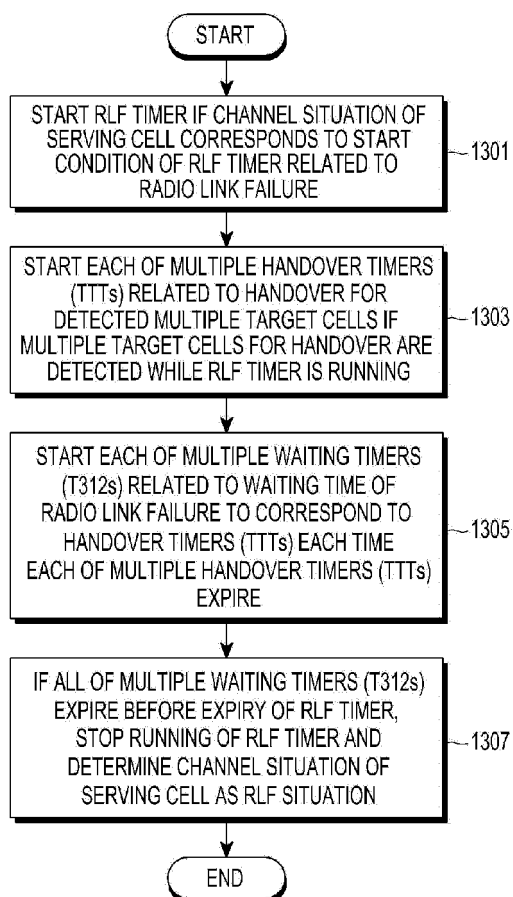 START
START RLF TIMER IF CHANNEL SITUATION OF
SERVING CELL CORRESPONDS TO START
CONDITION OF RLF TIMER RELATED TO
RADIO LINK FAILURE
1301
START EACH OF MULTIPLE HANDOVER TIMERS
(TTTs) RELATED TO HANDOVER FOR
DETECTED MULTIPLE TARGET CELLS IF
MULTIPLE TARGET CELLS FOR HANDOVER ARE
DETECTED WHILE RLF TIMER IS RUNNING
1303
START EACH OF MULTIPLE WAITING TIMERS
(T312s) RELATED TO WAITING TIME OF
RADIO LINK FAILURE TO CORRESPOND TO
HANDOVER TIMERS (TTTs) EACH TIME
EACH OF MULTIPLE HANDOVER TIMERS (TTTs)
EXPIRE
1305
IF ALL OF MULTIPLE WAITING TIMERS (T312s)
EXPIRE BEFORE EXPIRY OF RLF TIMER,
STOP RUNNING OF RLF TIMER AND
DETERMINE CHANNEL SITUATION OF
SERVING CELL AS RLF SITUATION
1307
END